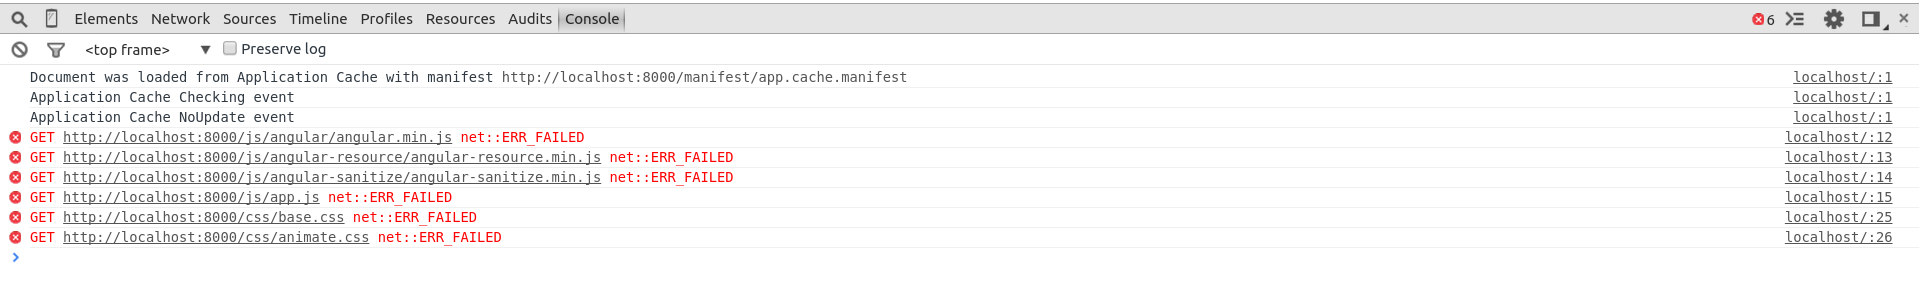 Elements Network Sources Timeline Profiles Resources Audits Console 6
<top frame> Preserve log
Document was loaded from Application Cache with manifest http://localhost:8000/manifest/app.cache.manifest localhost/:1
Application Cache Checking event localhost/:1
Application Cache NoUpdate event localhost/:1
GET http://localhost:8000/js/angular/angular.min.js net::ERR_FAILED localhost/:12
GET http://localhost:8000/js/angular-resource/angular-resource.min.js net::ERR_FAILED localhost/:13
GET http://localhost:8000/js/angular-sanitize/angular-sanitize.min.js net::ERR_FAILED localhost/:14
GET http://localhost:8000/js/app.js net::ERR_FAILED localhost/:15
GET http://localhost:8000/css/base.css net::ERR_FAILED localhost/:25
GET http://localhost:8000/css/animate.css net::ERR_FAILED localhost/:26